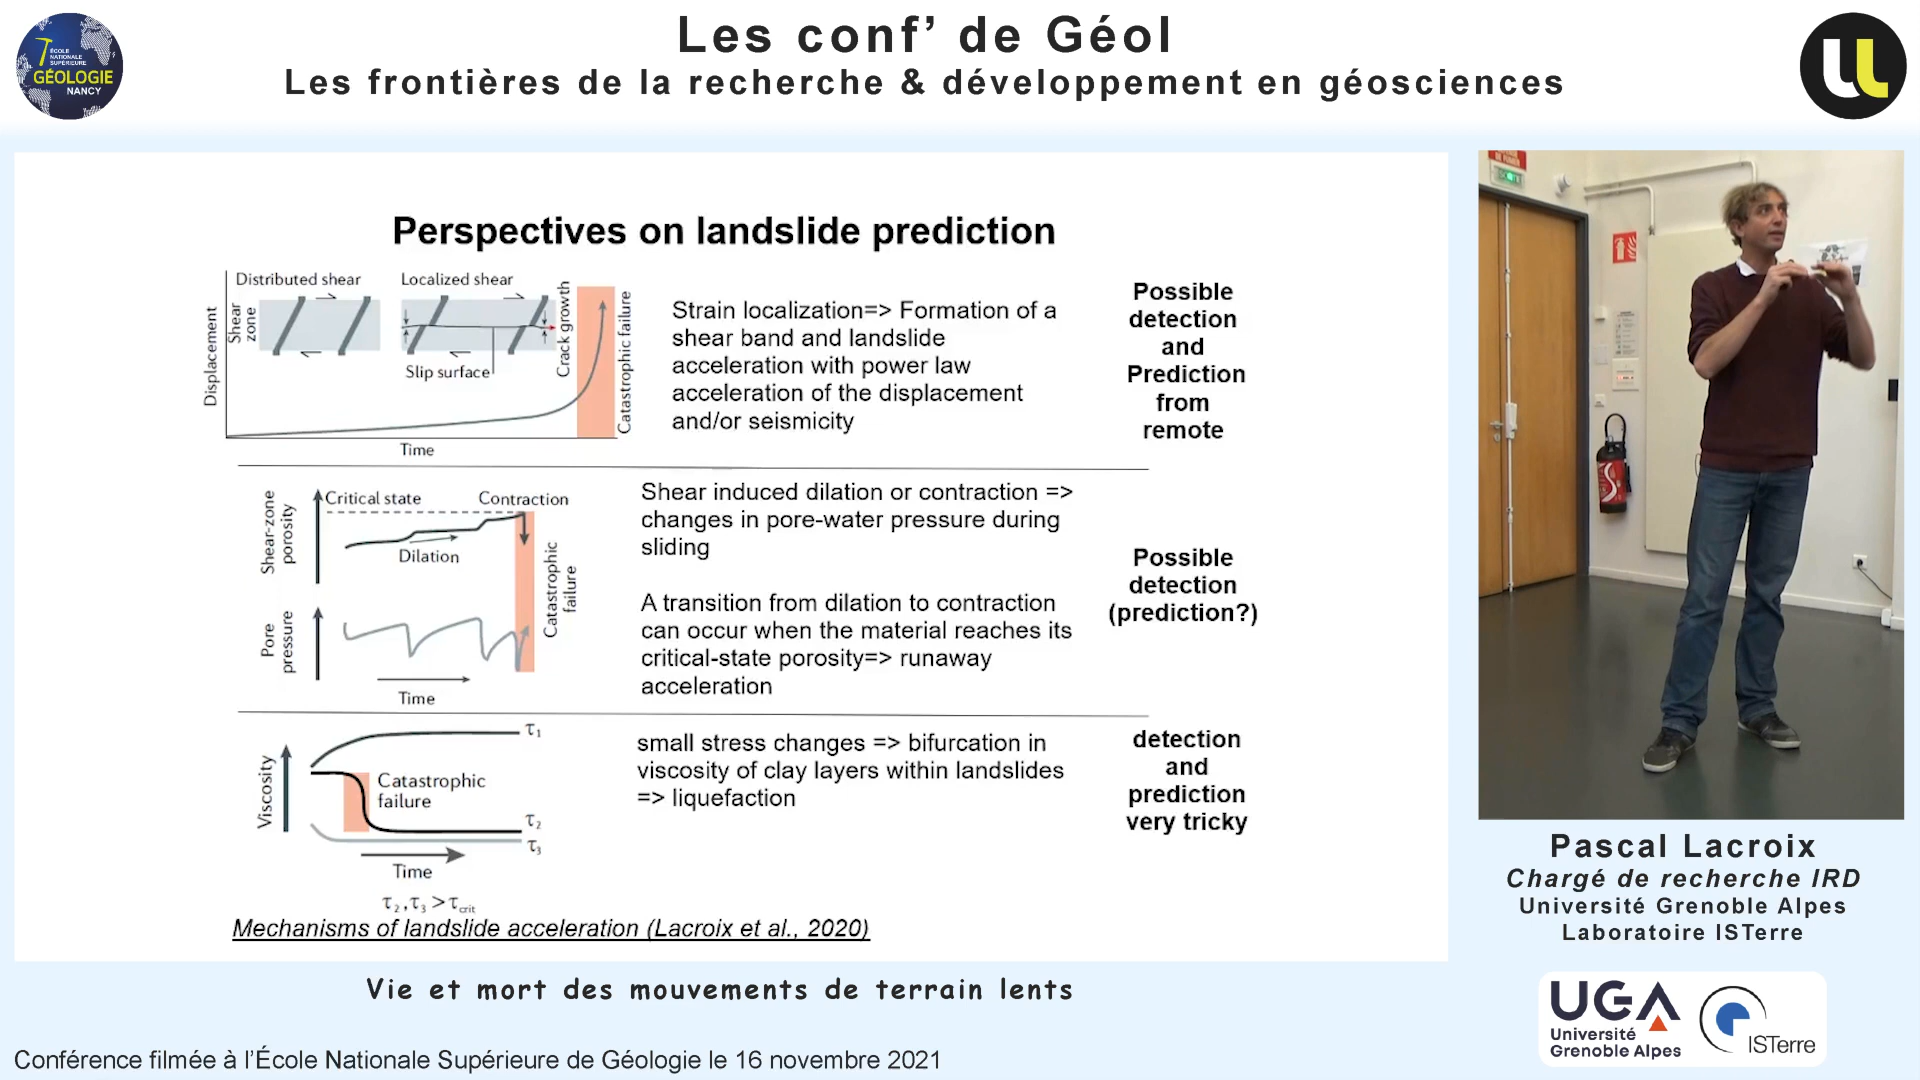 Les conf’ de Géol
Les frontières de la recherche & développement en géosciences
ÉCOLE
NATIONALE
SUPÉRIEURE
GÉOLOGIE
NANCY
Perspectives on landslide prediction
Distributed shear
Localized shear
Displacement
Shear
zone
Slip surface
Crack growth
Catastrophic failure
Time
Strain localization=> Formation of a
shear band and landslide
acceleration with power law
acceleration of the displacement
and/or seismicity
Possible
detection
and
Prediction
from
remote
Shear-zone
porosity
Critical state
Contraction
Dilation
Catastrophic
failure
Pore
pressure
Time
Shear induced dilation or contraction =>
changes in pore-water pressure during
sliding
A transition from dilation to contraction
can occur when the material reaches its
critical-state porosity=> runaway
acceleration
Possible
detection
(prediction?)
Viscosity
τ1
Catastrophic
failure
τ2
τ3
Time
τ2,τ3 >τcrit
small stress changes => bifurcation in
viscosity of clay layers within landslides
=> liquefaction
detection
and
prediction
very tricky
Mechanisms of landslide acceleration (Lacroix et al., 2020)
Pascal Lacroix
Chargé de recherche IRD
Université Grenoble Alpes
Laboratoire ISTerre
Vie et mort des mouvements de terrain lents
UGA
Université
Grenoble Alpes
ISTerre
Conférence filmée à l’École Nationale Supérieure de Géologie le 16 novembre 2021